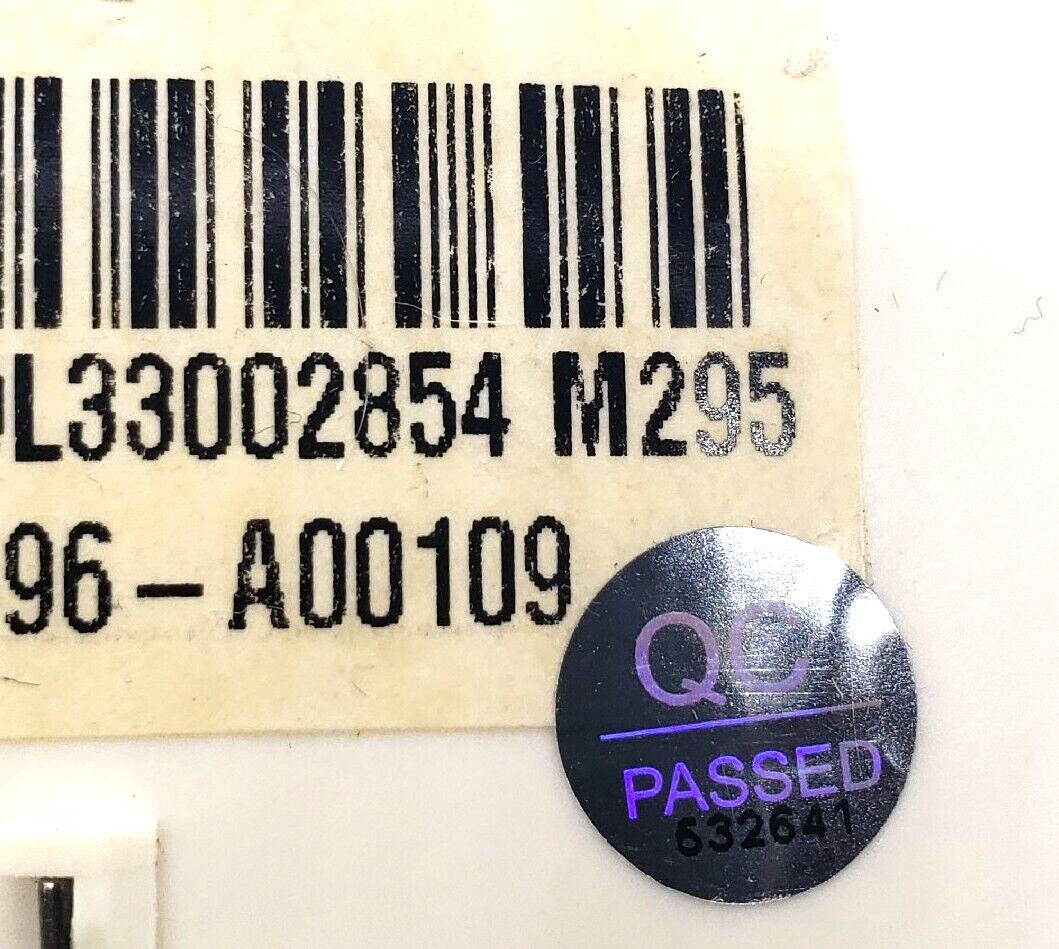 L33002854 M295
96-A00109
QC
PASSED
632641